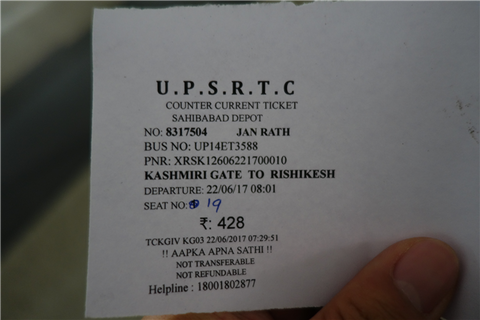 U.P.S.R.T.C
COUNTER CURRENT TICKET
SAHIBABAD DEPOT
NO: 8317504 JAN RATH
BUS NO: UP14ET3588
PNR: XRSK12606221700010
KASHMIRI GATE TO RISHIKESH
DEPARTURE: 22/06/17 08:01
SEAT NO: 19
₹: 428
TCKGIV KG03 22/06/2017 07:29:51
!! AAPKA APNA SATHI !!
NOT TRANSFERABLE
NOT REFUNDABLE
Helpline : 18001802877